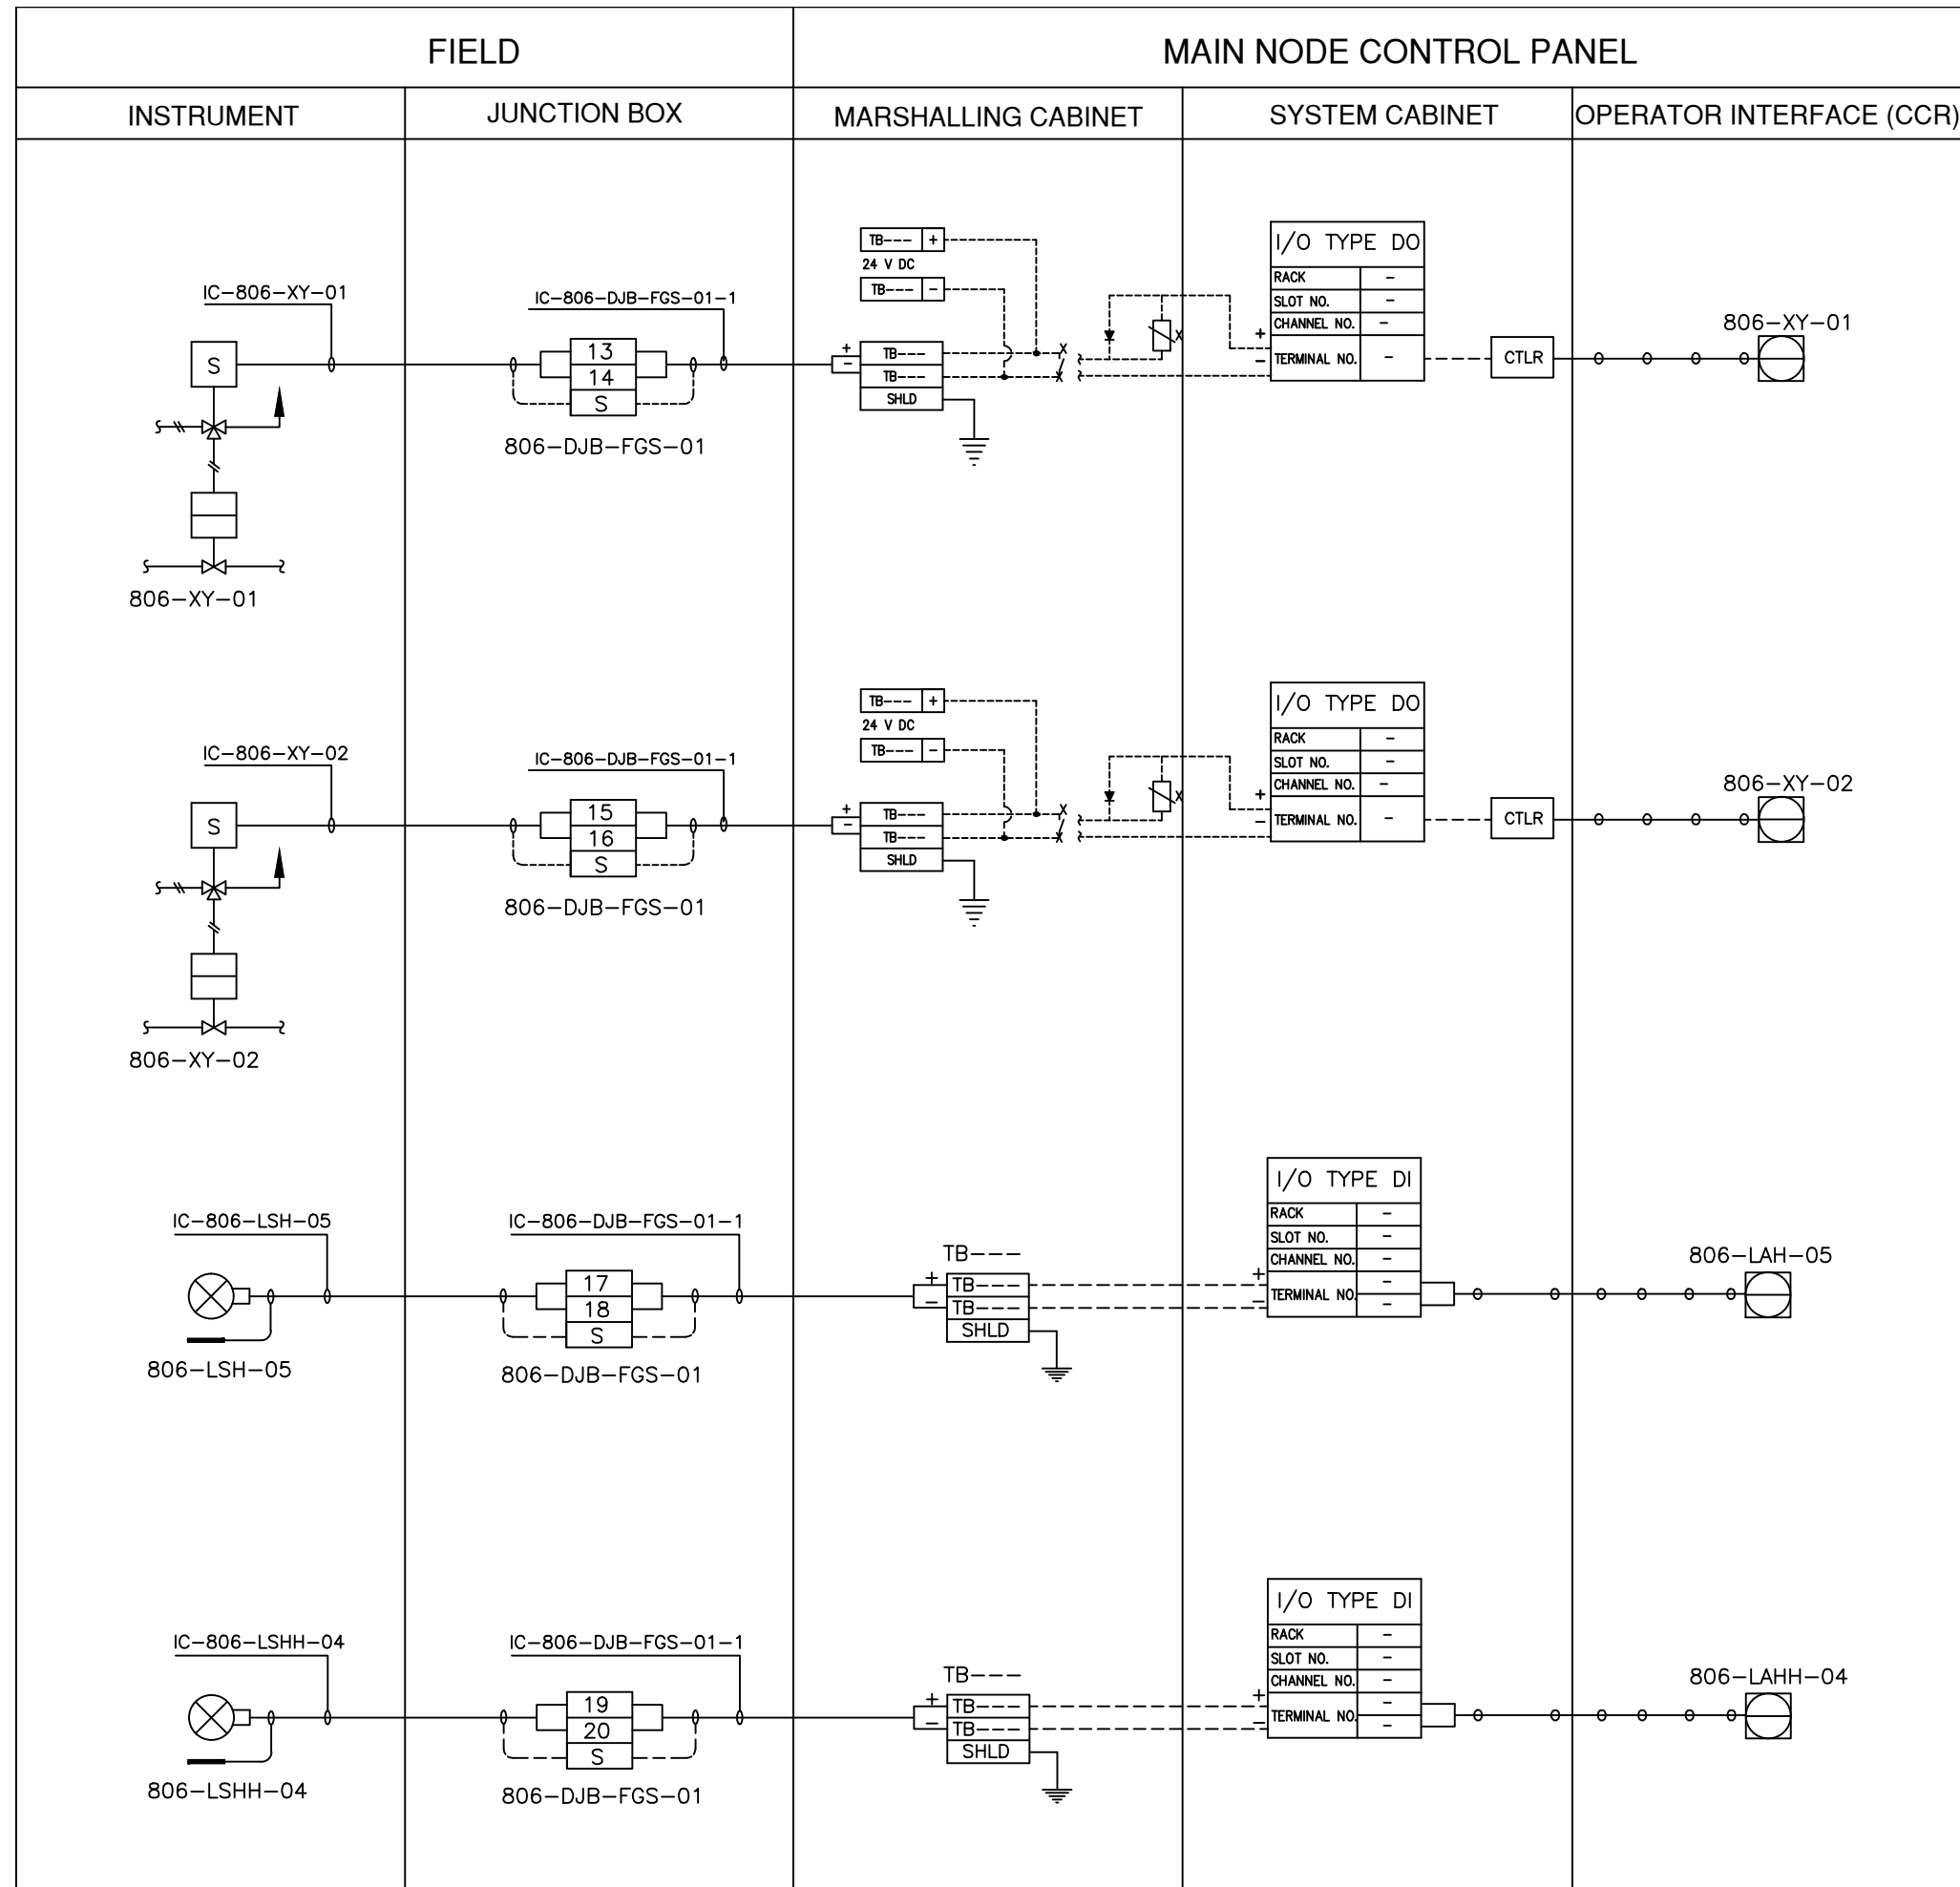 FIELD
MAIN NODE CONTROL PANEL
INSTRUMENT
JUNCTION BOX
MARSHALLING CABINET
SYSTEM CABINET
OPERATOR INTERFACE (CCR)
IC-806-XY-01
S
806-XY-01
IC-806-DJB-FGS-01-1
13
14
S
806-DJB-FGS-01
TB--- +
24 V DC
TB--- -
+
-
TB---
TB---
SHLD
X
X
X
+
-
I/O TYPE DO
RACK -
SLOT NO. -
CHANNEL NO. -
TERMINAL NO. -
CTLR
806-XY-01
IC-806-XY-02
S
806-XY-02
IC-806-DJB-FGS-01-1
15
16
S
806-DJB-FGS-01
TB--- +
24 V DC
TB--- -
+
-
TB---
TB---
SHLD
X
X
X
+
-
I/O TYPE DO
RACK -
SLOT NO. -
CHANNEL NO. -
TERMINAL NO. -
CTLR
806-XY-02
IC-806-LSH-05
806-LSH-05
IC-806-DJB-FGS-01-1
17
18
S
806-DJB-FGS-01
TB---
+
-
TB---
TB---
SHLD
+
-
I/O TYPE DI
RACK -
SLOT NO. -
CHANNEL NO. -
TERMINAL NO. -
-
806-LAH-05
IC-806-LSHH-04
806-LSHH-04
IC-806-DJB-FGS-01-1
19
20
S
806-DJB-FGS-01
TB---
+
-
TB---
TB---
SHLD
+
-
I/O TYPE DI
RACK -
SLOT NO. -
CHANNEL NO. -
TERMINAL NO. -
-
806-LAHH-04